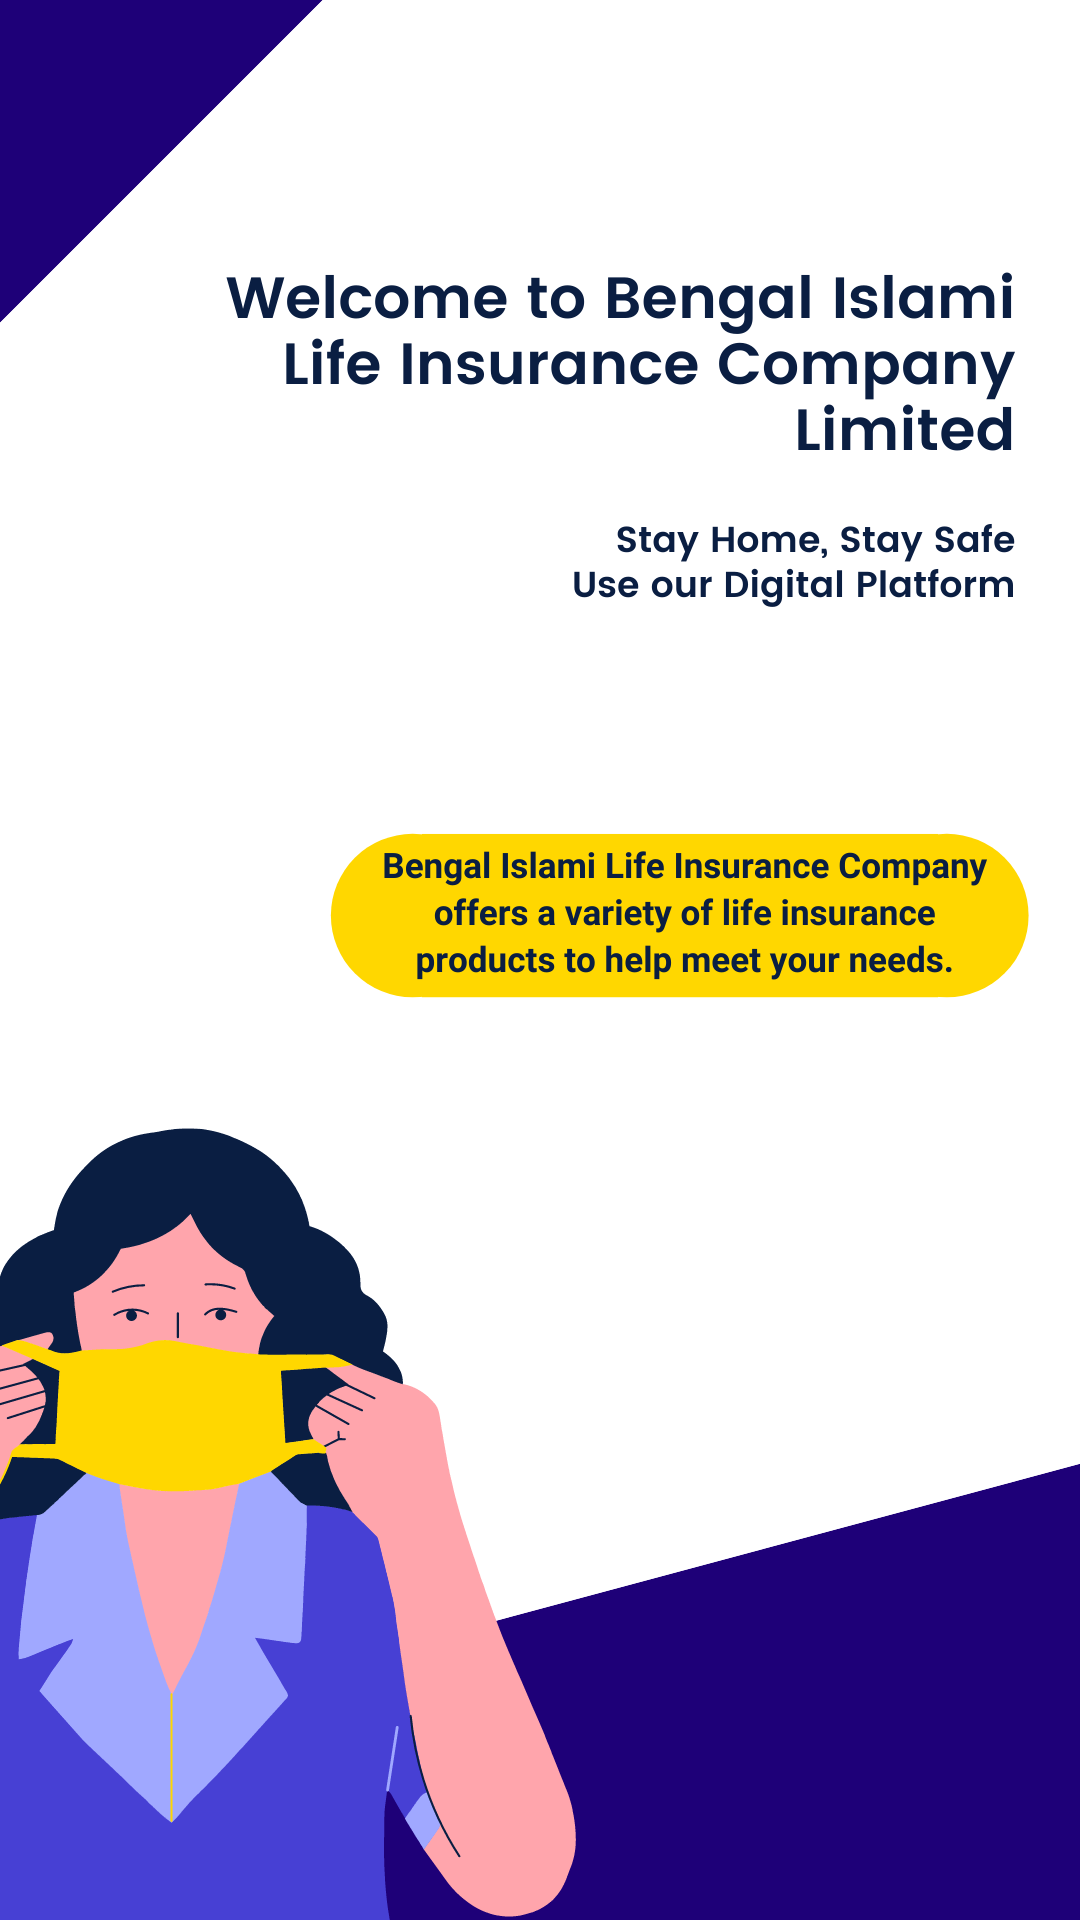 Welcome to Bengal Islami
Life Insurance Company
Limited
Stay Home, Stay Safe
Use our Digital Platform
Bengal Islami Life Insurance Company
offers a variety of life insurance
products to help meet your needs.